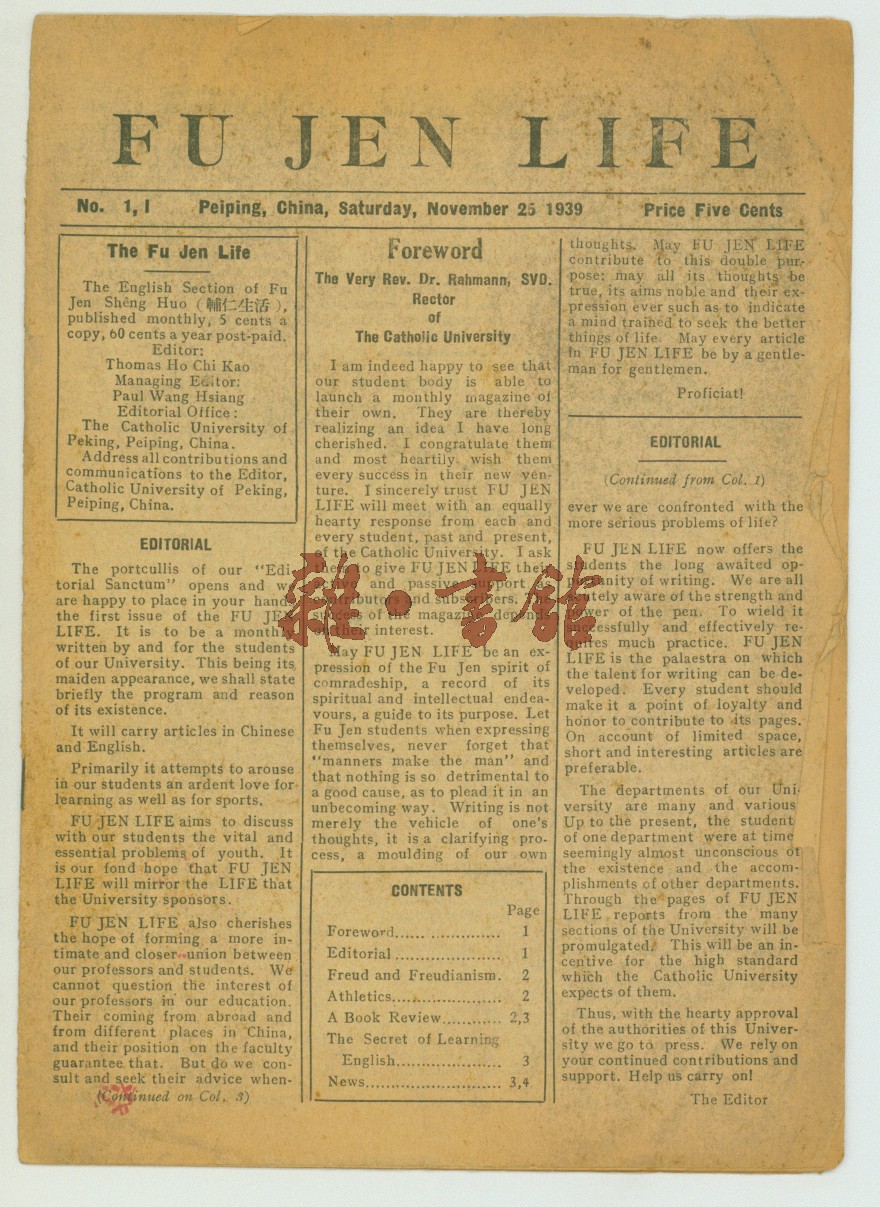 FU JEN LIFE
No. 1, I Peiping, China, Saturday, November 25 1939 Price Five Cents
The Fu Jen Life
The English Section of Fu
Jen Shêng Huo (輔仁生活),
published monthly, 5 cents a
copy, 60 cents a year post-paid.
Editor:
Thomas Ho Chi Kao
Managing Editor:
Paul Wang Hsiang
Editorial Office:
The Catholic University of
Peking, Peiping, China.
Address all contributions and
communications to the Editor,
Catholic University of Peking,
Peiping, China.
EDITORIAL
The portcullis of our "Edi-
torial Sanctum" opens and we
are happy to place in your hands
the first issue of the FU JEN
LIFE. It is to be a monthly
written by and for the students
of our University. This being its
maiden appearance, we shall state
briefly the program and reason
of its existence.
It will carry articles in Chinese
and English.
Primarily it attempts to arouse
in our students an ardent love for
learning as well as for sports.
FU JEN LIFE aims to discuss
with our students the vital and
essential problems of youth. It
is our fond hope that FU JEN
LIFE will mirror the LIFE that
the University sponsors.
FU JEN LIFE also cherishes
the hope of forming a more in-
timate and closer union between
our professors and students. We
cannot question the interest of
our professors in our education.
Their coming from abroad and
from different places in China,
and their position on the faculty
guarantee that. But do we con-
sult and seek their advice when-
(Continued on Col. 3)
Foreword
The Very Rev. Dr. Rahmann, SVD.
Rector
of
The Catholic University
I am indeed happy to see that
our student body is able to
launch a monthly magazine of
their own. They are thereby
realizing an idea I have long
cherished. I congratulate them
and most heartily wish them
every success in their new ven-
ture. I sincerely trust FU JEN
LIFE will meet with an equally
hearty response from each and
every student, past and present,
of the Catholic University. I ask
them to give FU JEN LIFE their
active and passive support as
contributors and subscribers. The
success of the magazine depends
on their interest.
May FU JEN LIFE be an ex-
pression of the Fu Jen spirit of
comradeship, a record of its
spiritual and intellectual endea-
vours, a guide to its purpose. Let
Fu Jen students when expressing
themselves, never forget that
"manners make the man" and
that nothing is so detrimental to
a good cause, as to plead it in an
unbecoming way. Writing is not
merely the vehicle of one's
thoughts, it is a clarifying pro-
cess, a moulding of our own
CONTENTS
Page
Foreword...... .................. 1
Editorial ...................... 1
Freud and Freudianism. 2
Athletics....................... 2
A Book Review............ 2,3
The Secret of Learning
English...................... 3
News............................ 3,4
thoughts. May FU JEN LIFE
contribute to this double pur-
pose: may all its thoughts be
true, its aims noble and their ex-
pression ever such as to indicate
a mind trained to seek the better
things of life. May every article
in FU JEN LIFE be by a gentle-
man for gentlemen.
Proficiat!
EDITORIAL
(Continued from Col. 1)
ever we are confronted with the
more serious problems of life?
FU JEN LIFE now offers the
students the long awaited op-
portunity of writing. We are all
acutely aware of the strength and
power of the pen. To wield it
successfully and effectively re-
quires much practice. FU JEN
LIFE is the palaestra on which
the talent for writing can be de-
veloped. Every student should
make it a point of loyalty and
honor to contribute to its pages.
On account of limited space,
short and interesting articles are
preferable.
The departments of our Uni-
versity are many and various
Up to the present, the student
of one department were at time
seemingly almost unconscious of
the existence and the accom-
plishments of other departments.
Through the pages of FU JEN
LIFE reports from the many
sections of the University will be
promulgated. This will be an in-
centive for the high standard
which the Catholic University
expects of them.
Thus, with the hearty approval
of the authorities of this Univer-
sity we go to press. We rely on
your continued contributions and
support. Help us carry on!
The Editor